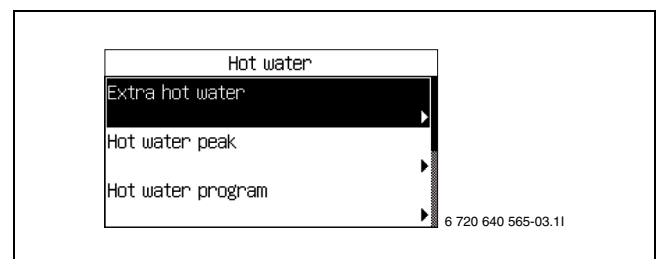 Hot water
Extra hot water
Hot water peak
Hot water program
6 720 640 565-03.1I